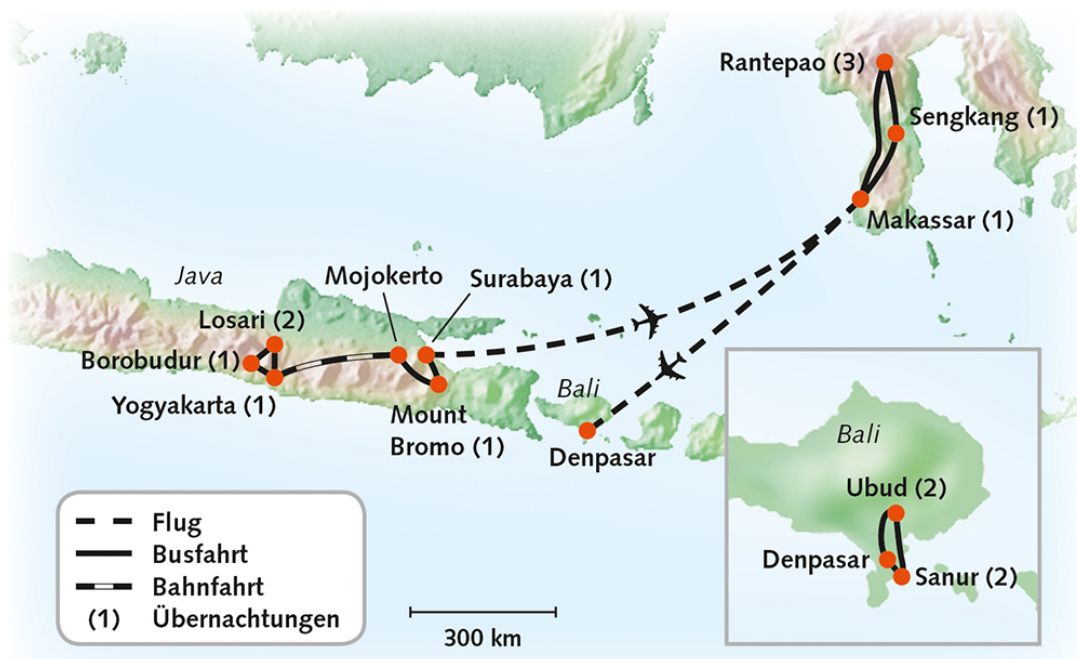 Rantepao (3)
Sengkang (1)
Makassar (1)
Java
Mojokerto
Surabaya (1)
Losari (2)
Borobudur (1)
Yogyakarta (1)
Mount
Bromo (1)
Bali
Denpasar
Bali
Ubud (2)
Denpasar
Sanur (2)
Flug
Busfahrt
Bahnfahrt
(1) Übernachtungen
300 km